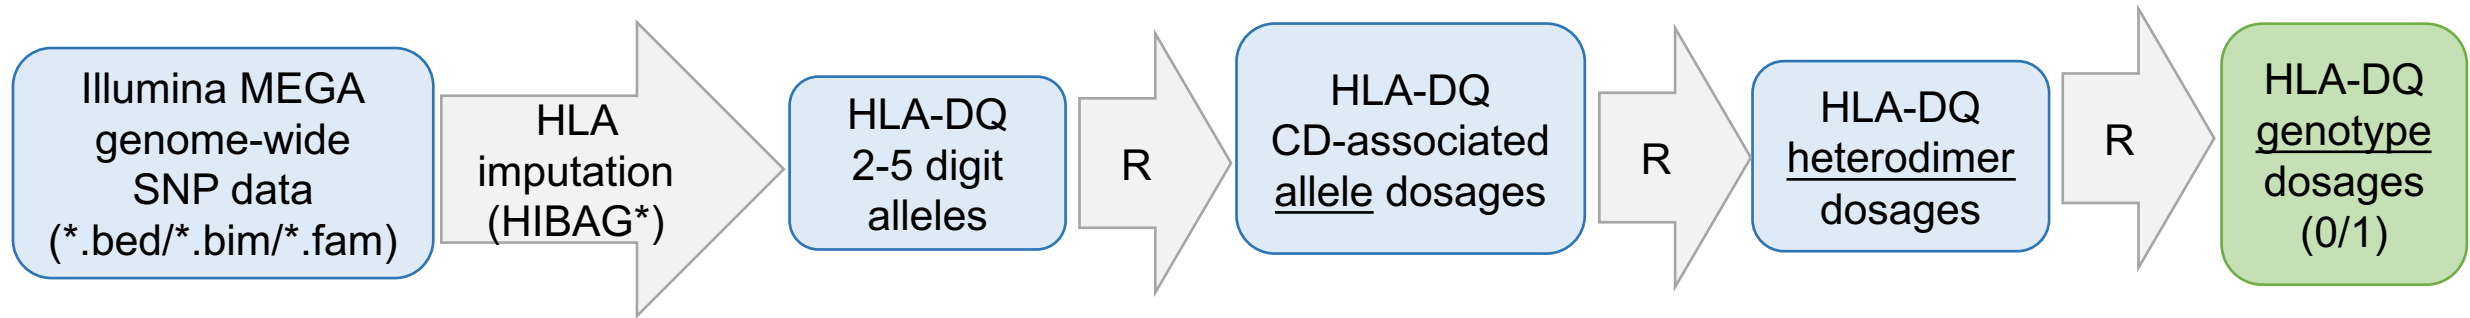 Illumina MEGA
genome-wide
SNP data
(*.bed/*.bim/*.fam)
HLA
imputation
(HIBAG*)
HLA-DQ
2-5 digit
alleles
R
HLA-DQ
CD-associated
allele dosages
R
HLA-DQ
heterodimer
dosages
R
HLA-DQ
genotype
dosages
(0/1)